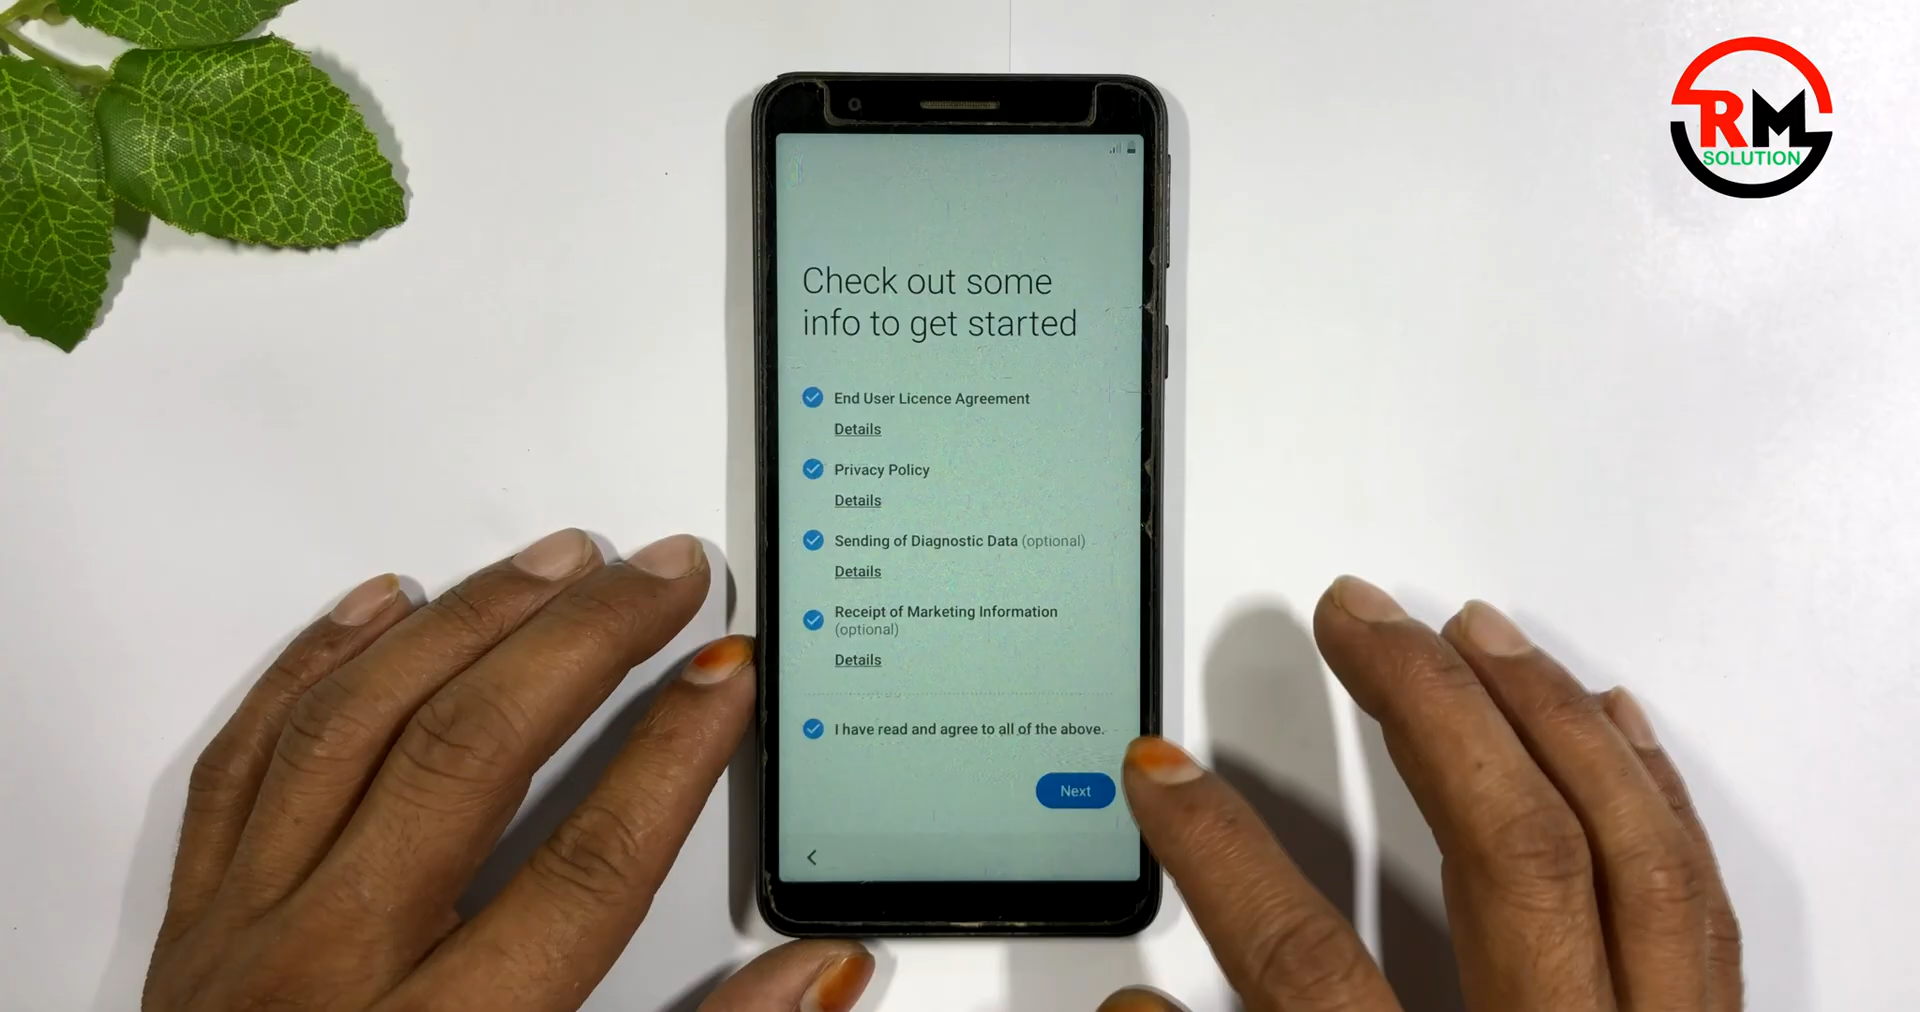 RM
SOLUTION
Check out some
info to get started
End User Licence Agreement
Details
Privacy Policy
Details
Sending of Diagnostic Data (optional)
Details
Receipt of Marketing Information
(optional)
Details
I have read and agree to all of the above.
Next